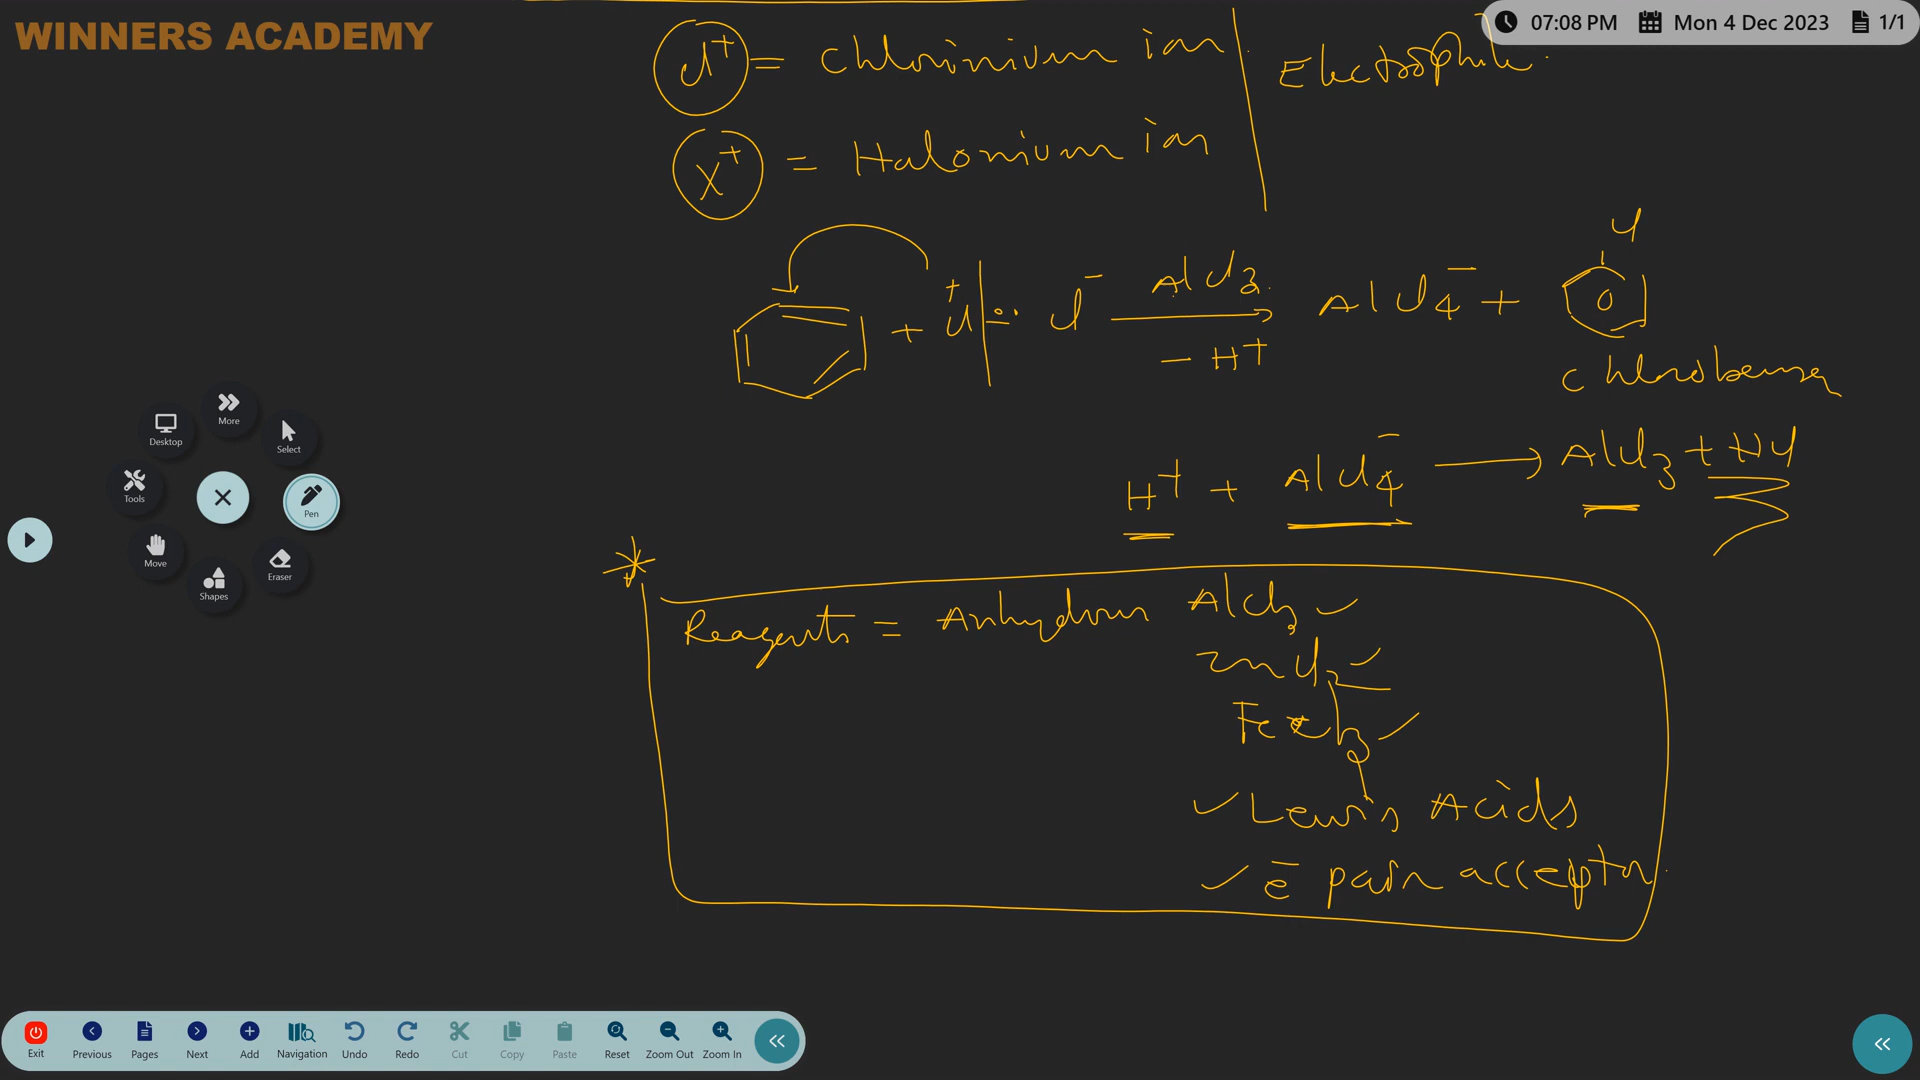 WINNERS ACADEMY
07:08 PM Mon 4 Dec 2023 1/1
Cl+ = Chlorinium ion Electrophile.
X+ = Halonium ion
+ Cl+ Cl- AlCl3 - H+ AlCl4- + Cl
Chlorobenzen
H+ + AlCl4- → AlCl3 + HCl
Reagents = Anhydrous AlCl3
ZnCl2
FeCl3
Lewis Acids
e- pair acceptor.
More
Desktop
Select
Tools
Pen
Move
Eraser
Shapes
Exit Previous Pages Next Add Navigation Undo Redo Cut Copy Paste Reset Zoom Out Zoom In